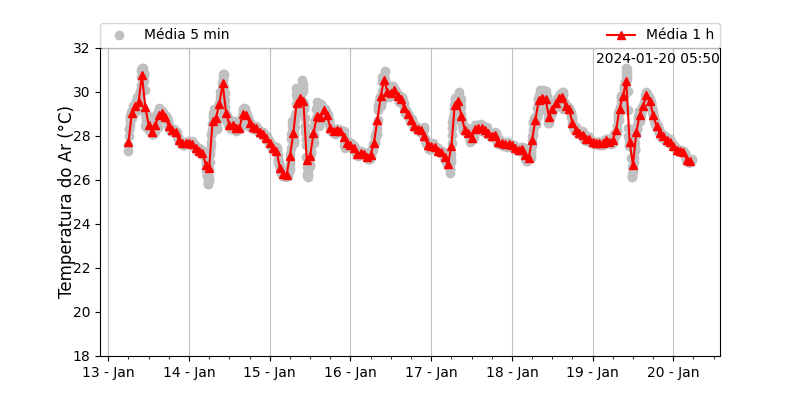 Média 5 min
Média 1 h
2024-01-20 05:50
Temperatura do Ar (°C)
32
30
28
26
24
22
20
18
13 - Jan
14 - Jan
15 - Jan
16 - Jan
17 - Jan
18 - Jan
19 - Jan
20 - Jan